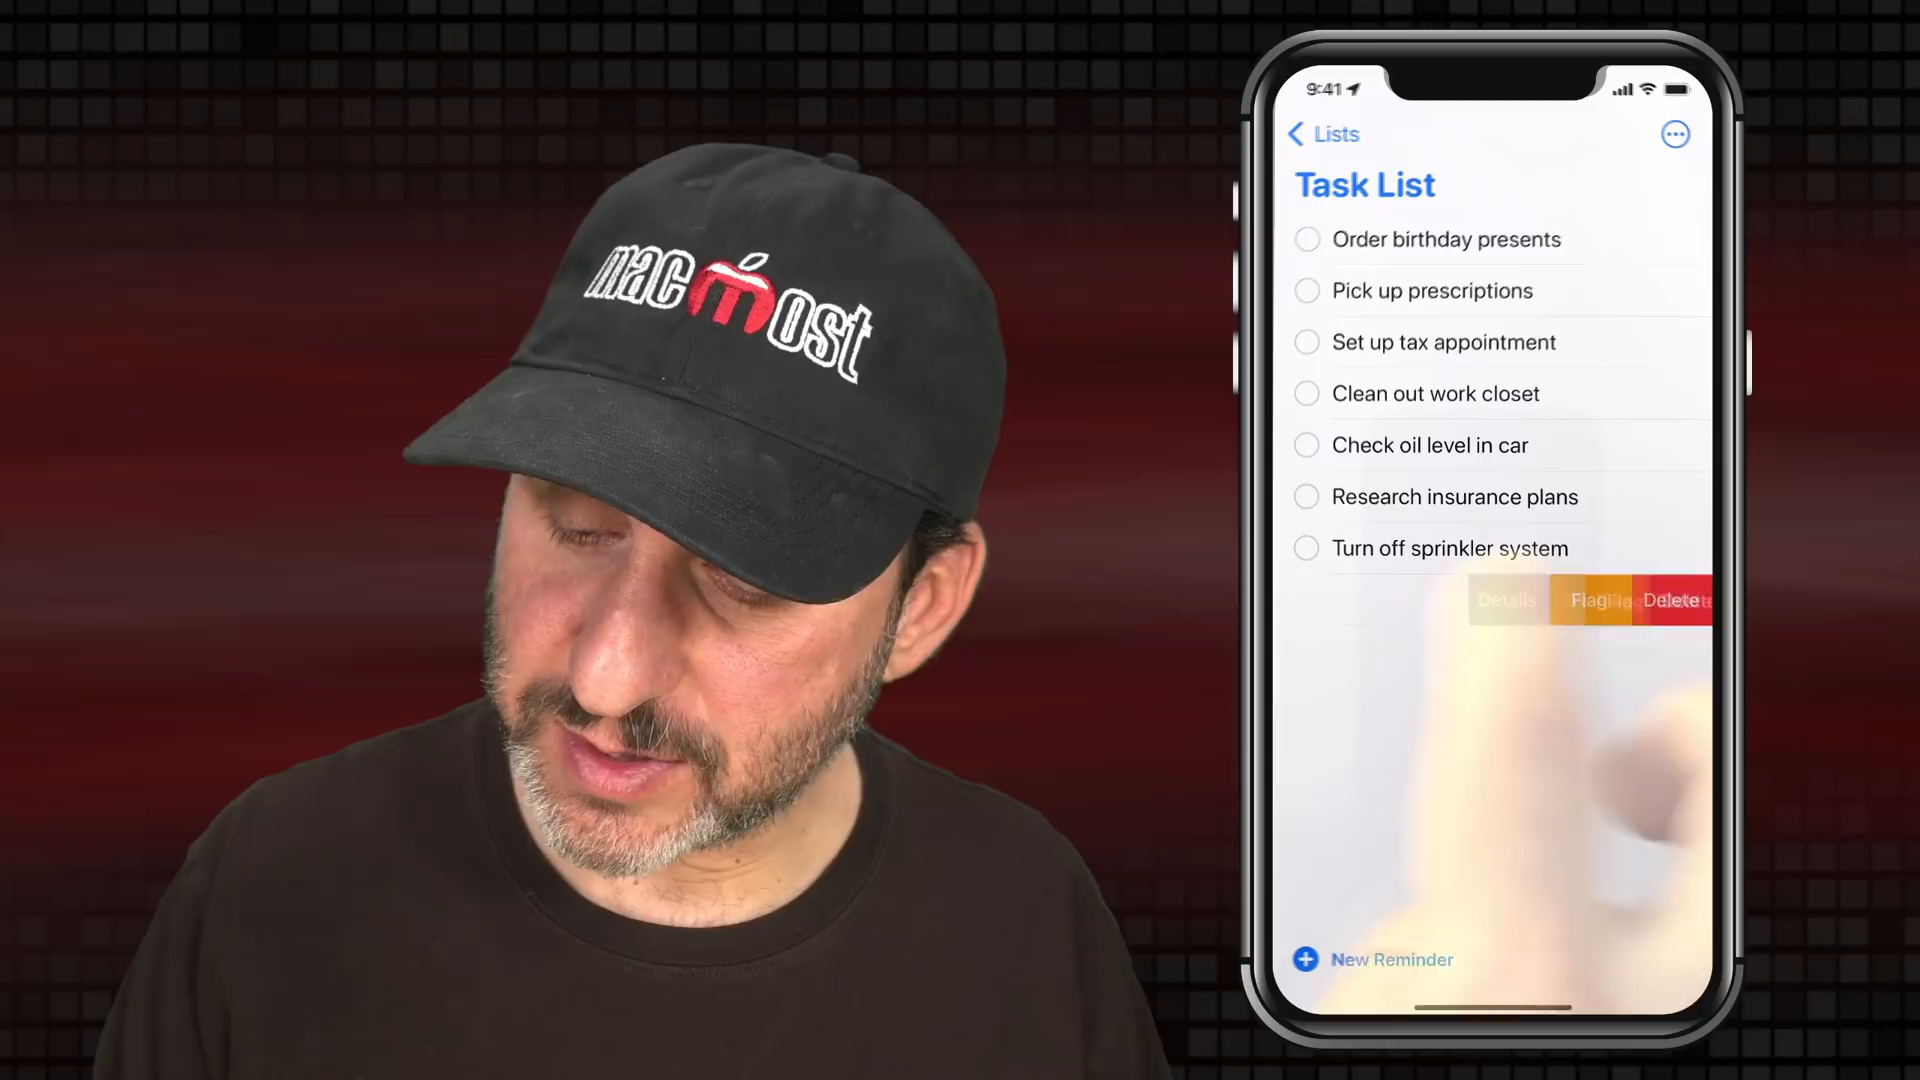 macmost
9:41
Lists
Task List
Order birthday presents
Pick up prescriptions
Set up tax appointment
Clean out work closet
Check oil level in car
Research insurance plans
Turn off sprinkler system
Details Flag Delete
New Reminder